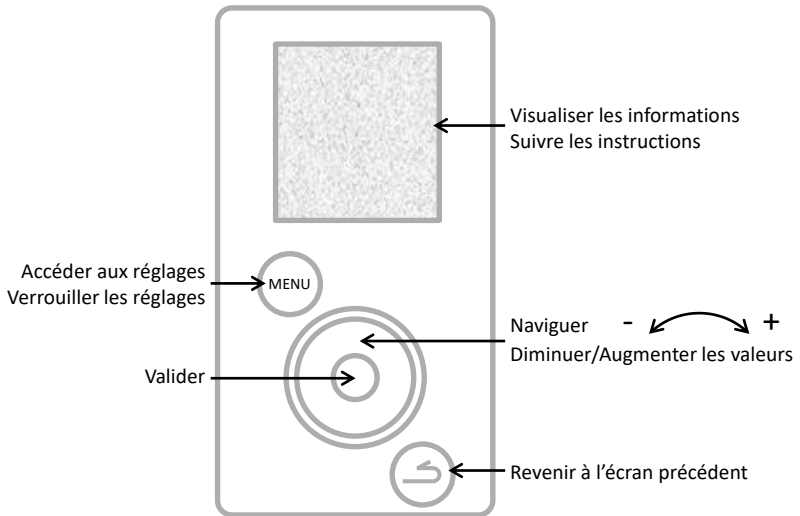 Visualiser les informations
Suivre les instructions
Accéder aux réglages
Verrouiller les réglages
MENU
Naviguer - +
Diminuer/Augmenter les valeurs
Valider
Revenir à l’écran précédent